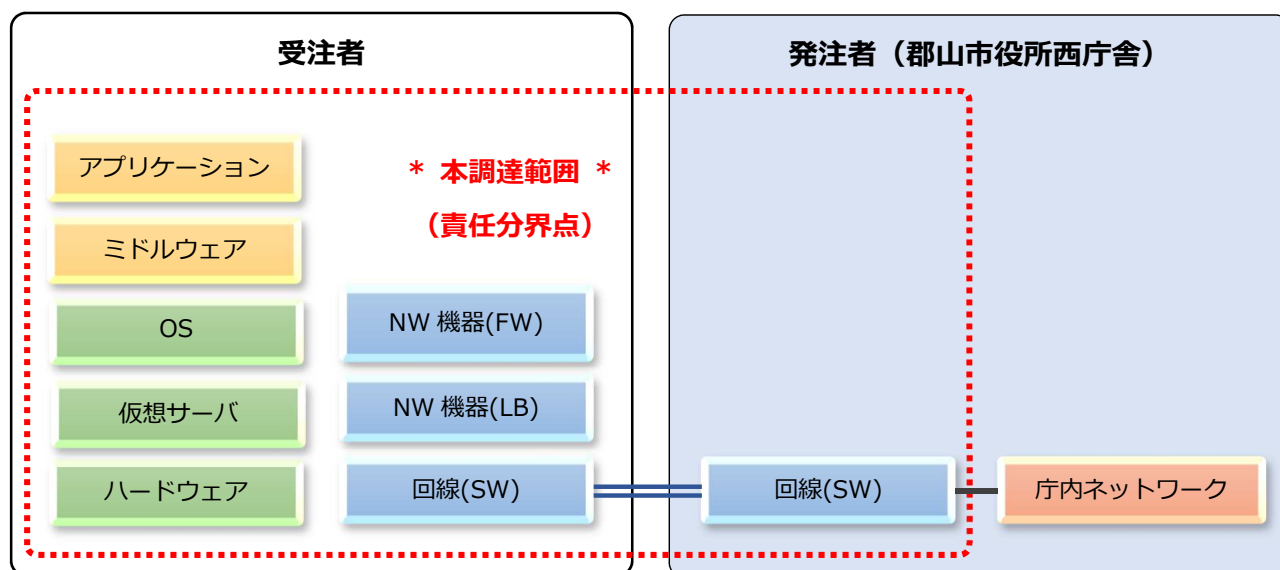 受注者
アプリケーション
ミドルウェア
OS
仮想サーバ
ハードウェア
* 本調達範囲 *
（責任分界点）
NW 機器(FW)
NW 機器(LB)
回線(SW)
発注者（郡山市役所西庁舎）
回線(SW)
庁内ネットワーク